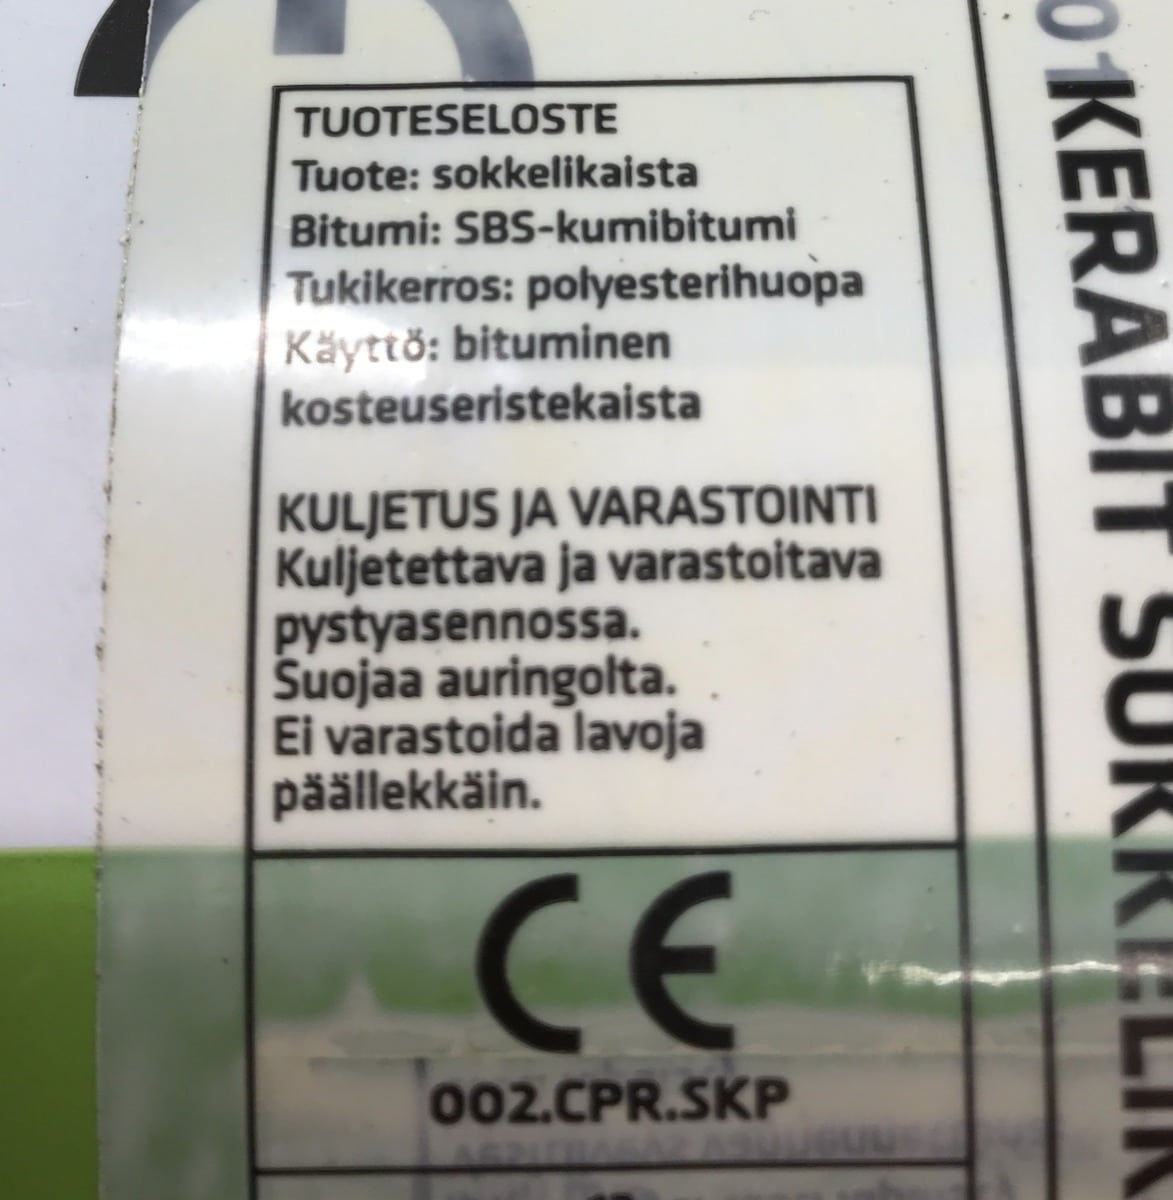 TUOTESELOSTE
Tuote: sokkelikaista
Bitumi: SBS-kumibitumi
Tukikerros: polyesterihuopa
Käyttö: bituminen
kosteuseristekaista
KULJETUS JA VARASTOINTI
Kuljetettava ja varastoitava
pystyasennossa.
Suojaa auringolta.
Ei varastoida lavoja
päällekkäin.
CE
002.CPR.SKP
KERABIT SOKKELIK